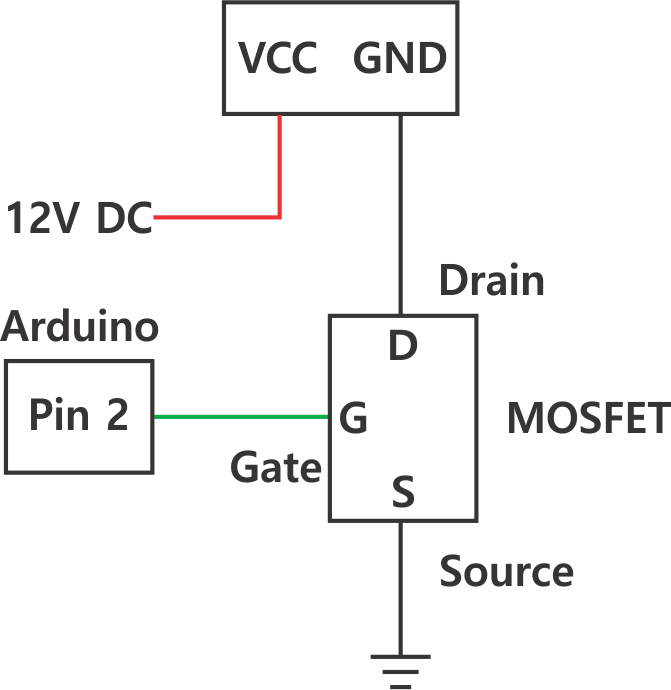 VCC GND
12V DC
Drain
Arduino
D
Pin 2
G
MOSFET
Gate
S
Source